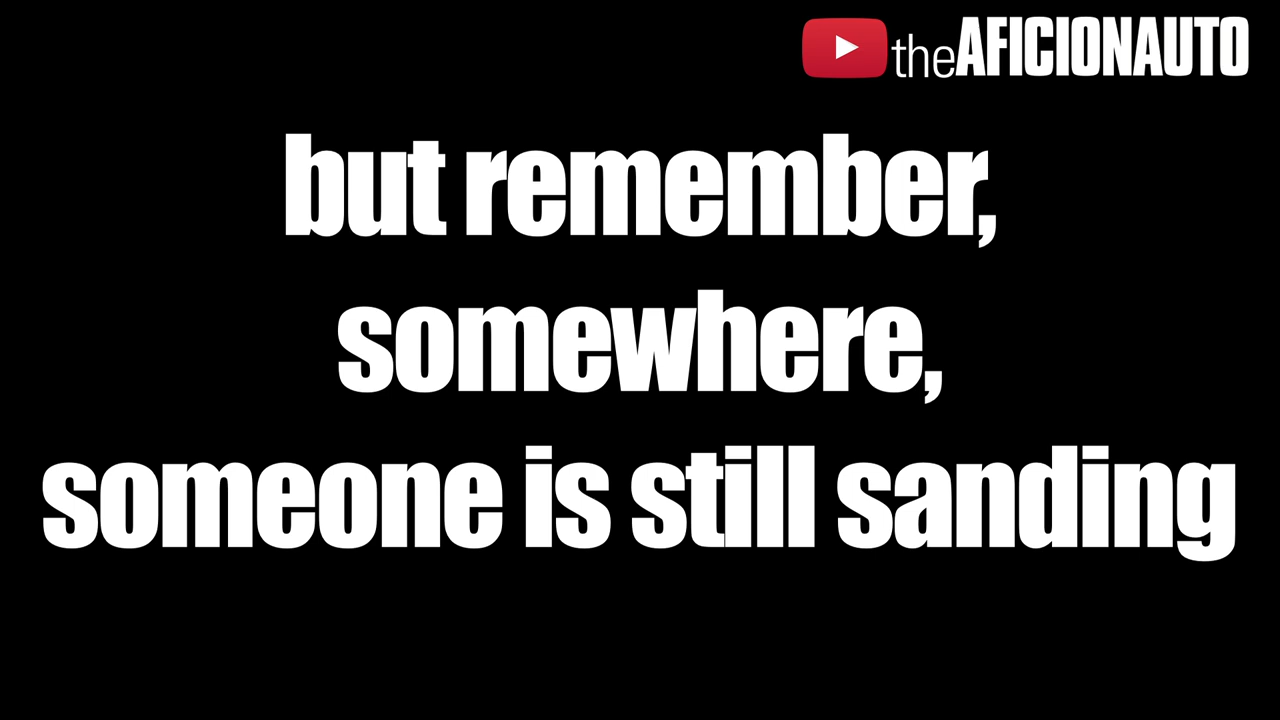 theAFICIONAUTO
but remember,
somewhere,
someone is still sanding